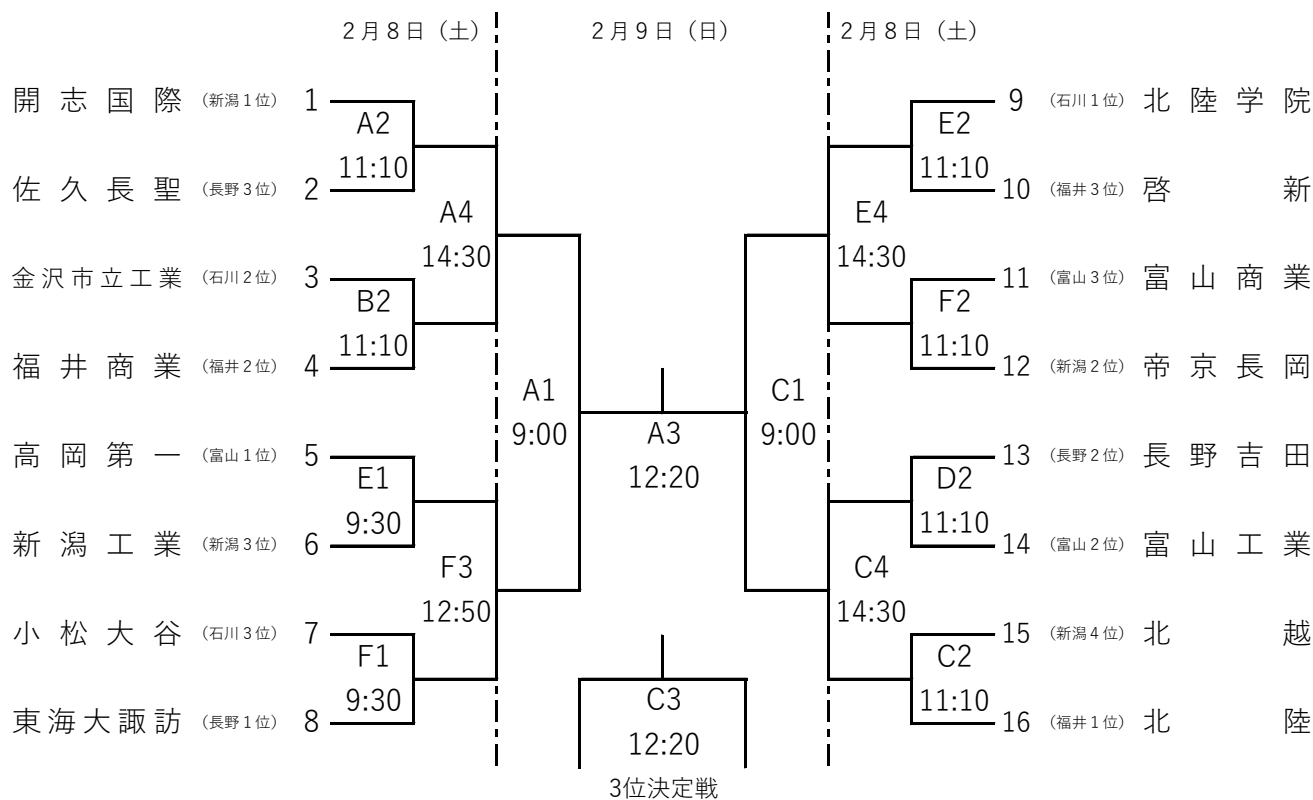 2月8日（土） 2月9日（日） 2月8日（土）
開志国際 （新潟1位） 1 9 （石川1位） 北陸学院
A2 E2
11:10 11:10
佐久長聖 （長野3位） 2 10 （福井3位） 啓新
A4 E4
14:30 14:30
金沢市立工業 （石川2位） 3 11 （富山3位） 富山商業
B2 F2
11:10 11:10
福井商業 （福井2位） 4 12 （新潟2位） 帝京長岡
A1 C1
9:00 A3 9:00
高岡第一 （富山1位） 5 12:20 13 （長野2位） 長野吉田
E1 D2
9:30 11:10
新潟工業 （新潟3位） 6 14 （富山2位） 富山工業
F3 C4
12:50 14:30
小松大谷 （石川3位） 7 15 （新潟4位） 北越
F1 C2
9:30 C3 11:10
東海大諏訪 （長野1位） 8 12:20 16 （福井1位） 北陸
3位決定戦